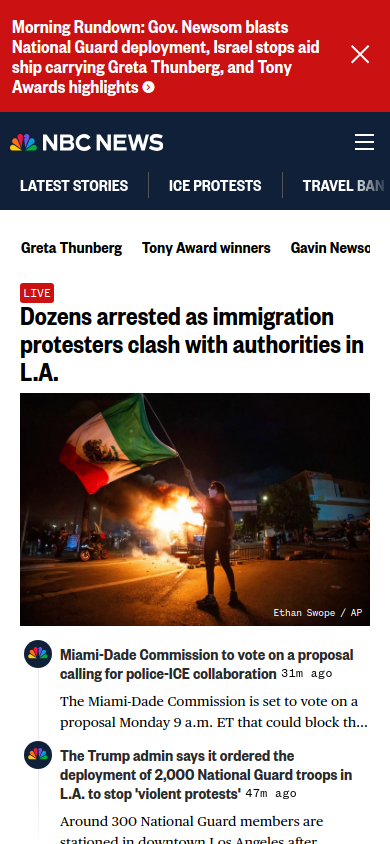 Morning Rundown: Gov. Newsom blasts
National Guard deployment, Israel stops aid
ship carrying Greta Thunberg, and Tony
Awards highlights
NBC NEWS
LATEST STORIES
ICE PROTESTS
TRAVEL BAN
Greta Thunberg
Tony Award winners
Gavin Newso
LIVE
Dozens arrested as immigration
protesters clash with authorities in
L.A.
Ethan Swope / AP
Miami-Dade Commission to vote on a proposal
calling for police-ICE collaboration 31m ago
The Miami-Dade Commission is set to vote on a
proposal Monday 9 a.m. ET that could block th...
The Trump admin says it ordered the
deployment of 2,000 National Guard troops in
L.A. to stop 'violent protests' 47m ago
Around 300 National Guard members are
stationed in downtown Los Angeles after